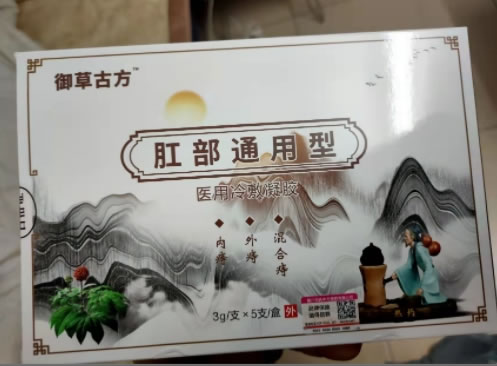 御草古方™
肛部通用型
医用冷敷凝胶
内痔
外痔
混合痔
3g/支×5支/盒
外